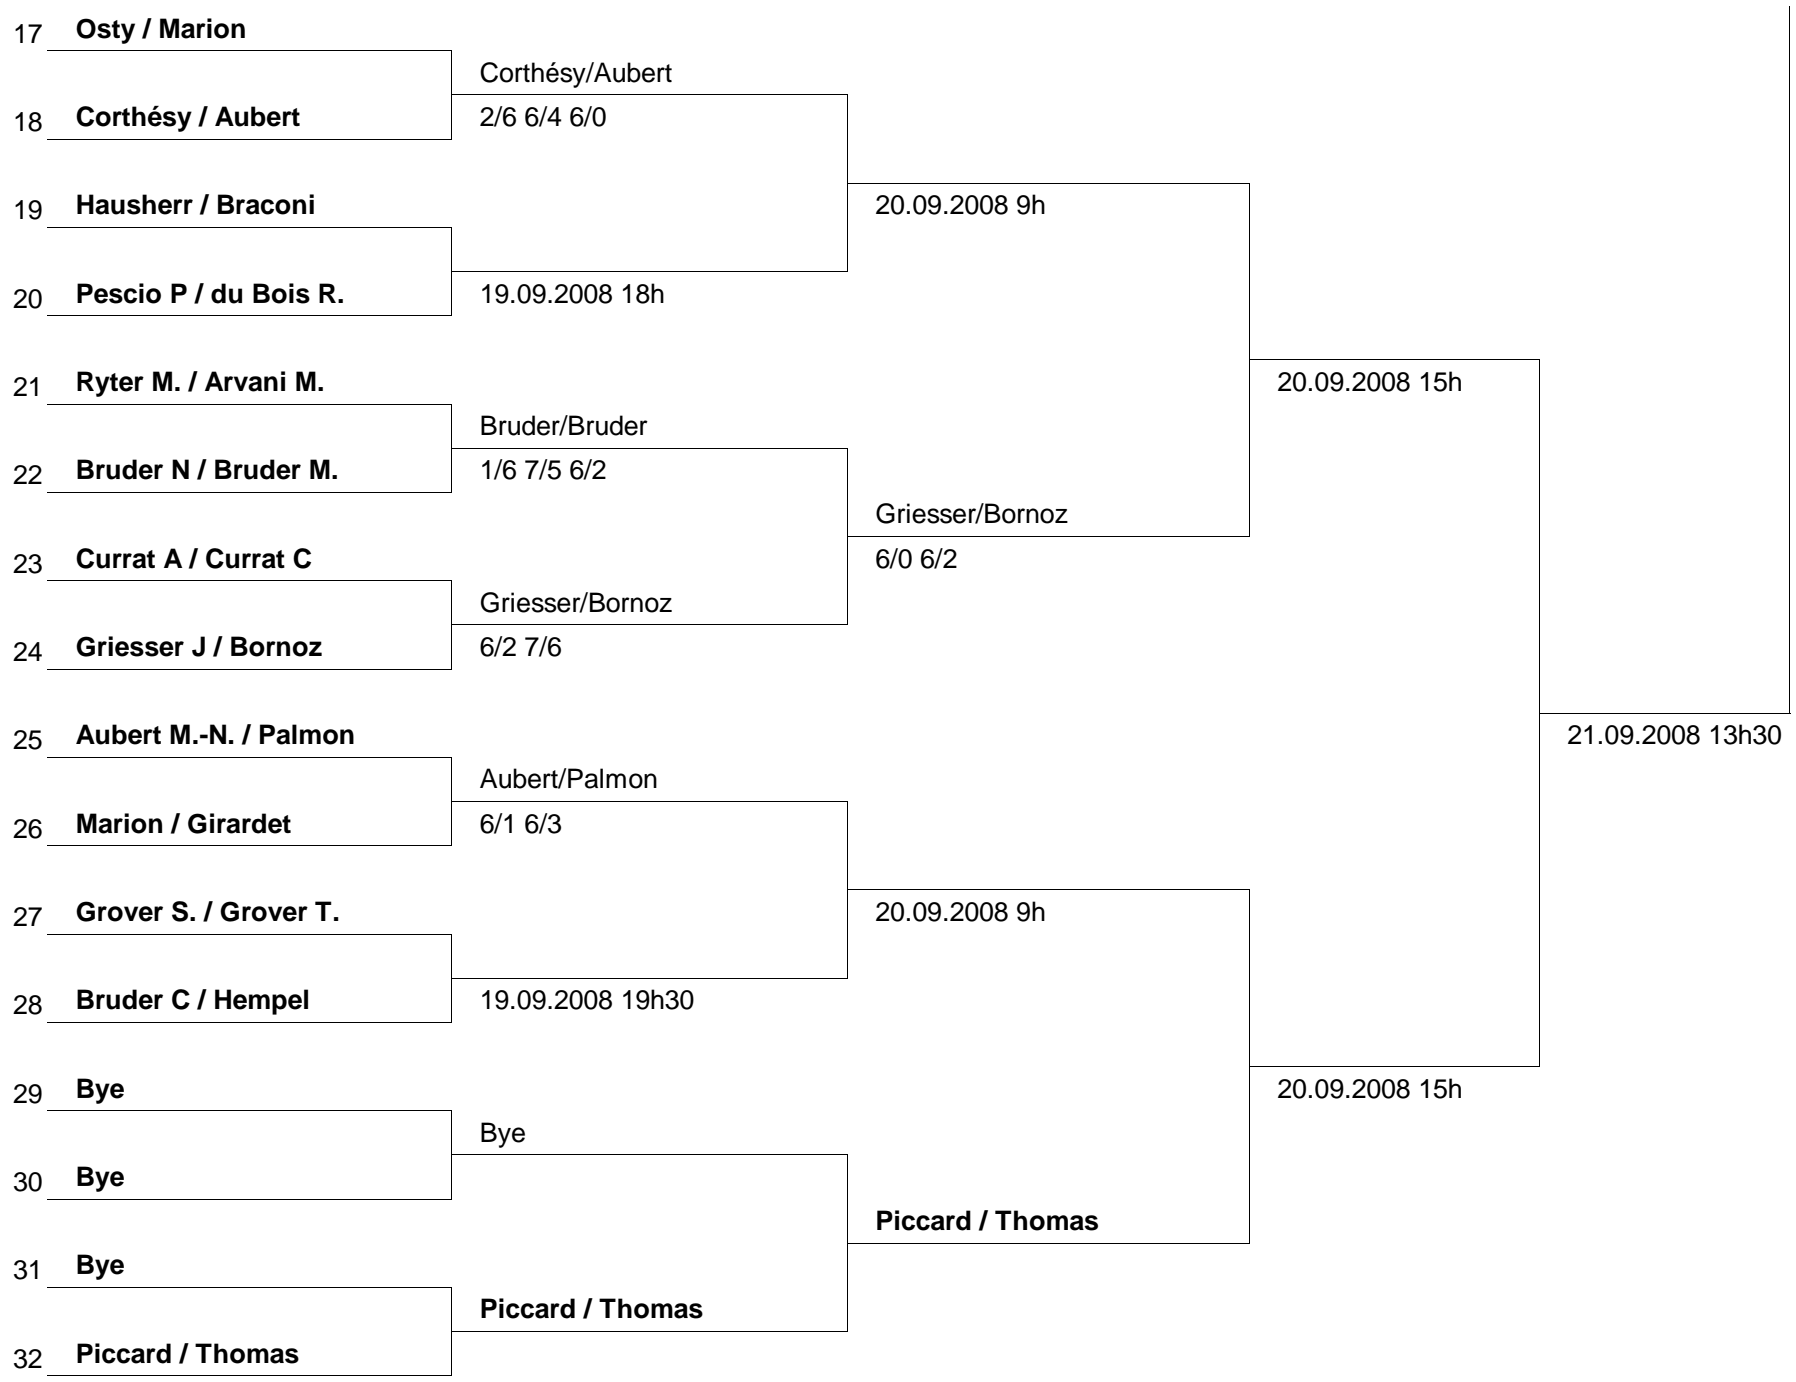 17 Osty / Marion
Corthésy/Aubert
18 Corthésy / Aubert 2/6 6/4 6/0
19 Hausherr / Braconi 20.09.2008 9h
20 Pescio P / du Bois R. 19.09.2008 18h
21 Ryter M. / Arvani M. 20.09.2008 15h
Bruder/Bruder
22 Bruder N / Bruder M. 1/6 7/5 6/2
Griesser/Bornoz
23 Currat A / Currat C 6/0 6/2
Griesser/Bornoz
24 Griesser J / Bornoz 6/2 7/6
25 Aubert M.-N. / Palmon 21.09.2008 13h30
Aubert/Palmon
26 Marion / Girardet 6/1 6/3
27 Grover S. / Grover T. 20.09.2008 9h
28 Bruder C / Hempel 19.09.2008 19h30
29 Bye 20.09.2008 15h
Bye
30 Bye
Piccard / Thomas
31 Bye
Piccard / Thomas
32 Piccard / Thomas